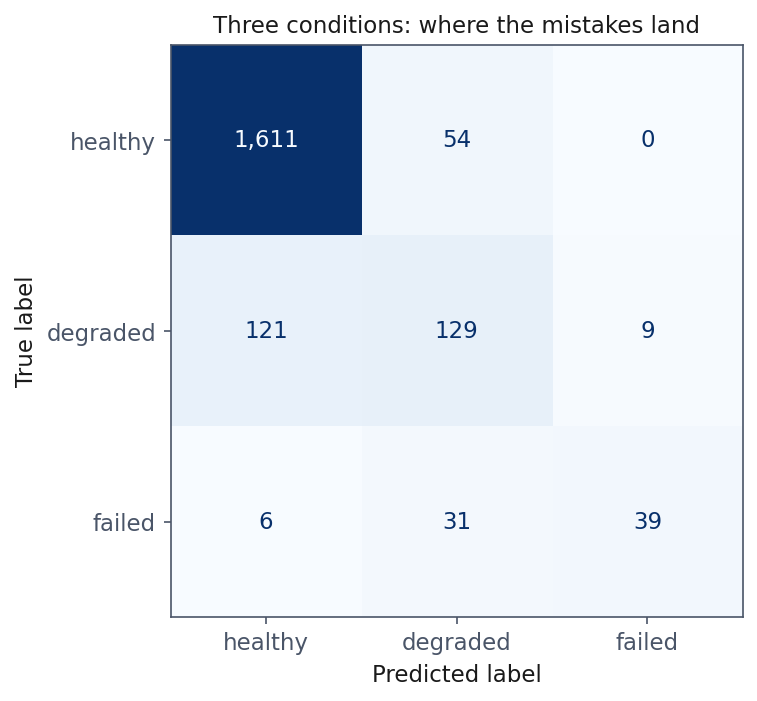 Three conditions: where the mistakes land
True label
healthy
1,611
54
0
degraded
121
129
9
failed
6
31
39
healthy
degraded
failed
Predicted label